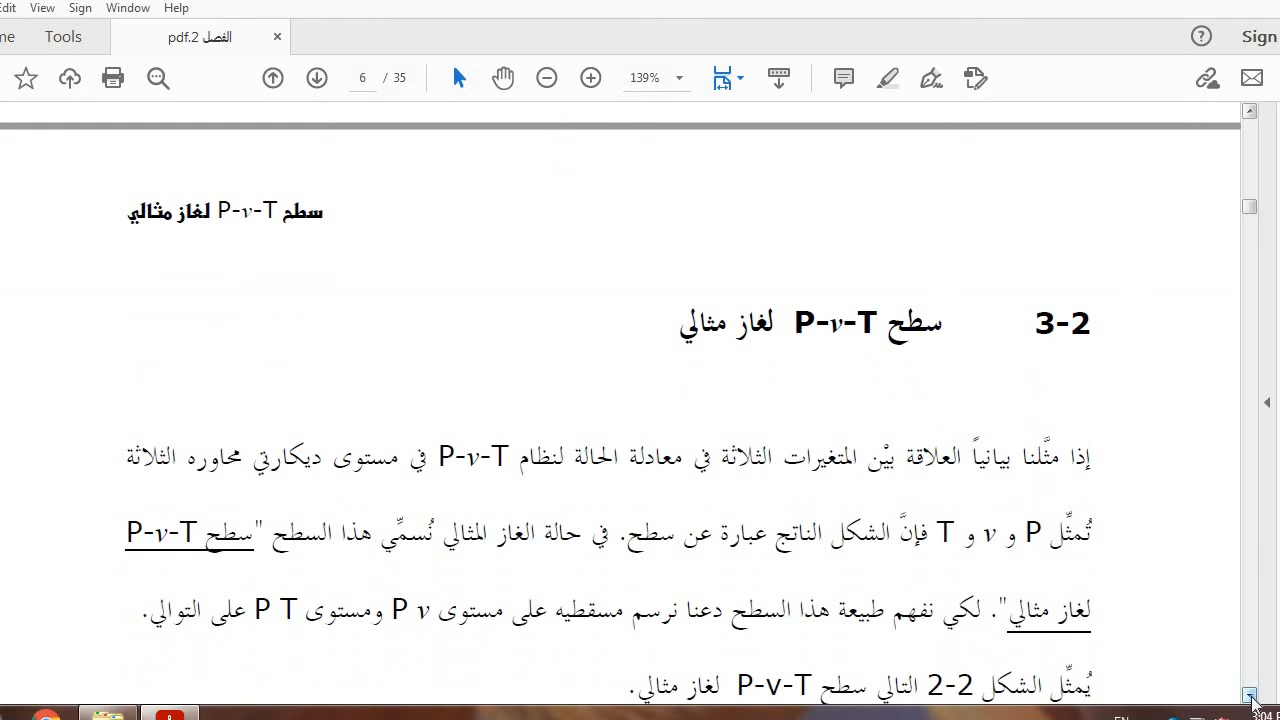 Edit View Sign Window Help
me Tools الفصل 2.pdf × ? Sign
6 / 35 139%
سطح P-v-T لغاز مثالي
3-2 سطح P-v-T لغاز مثالي
إذا مثَّلنا بيانياً العلاقة بيْن المتغيرات الثلاثة في معادلة الحالة لنظام P-v-T في مستوى ديكارتي محاوره الثلاثة
تُمثِّل P و v و T فإنَّ الشكل الناتج عبارة عن سطح. في حالة الغاز المثالي نُسمِّي هذا السطح "سطح P-v-T
لغاز مثالي". لكي نفهم طبيعة هذا السطح دعنا نرسم مسقطيه على مستوى P v ومستوى P T على التوالي.
يُمثِّل الشكل 2-2 التالي سطح P-v-T لغاز مثالي.